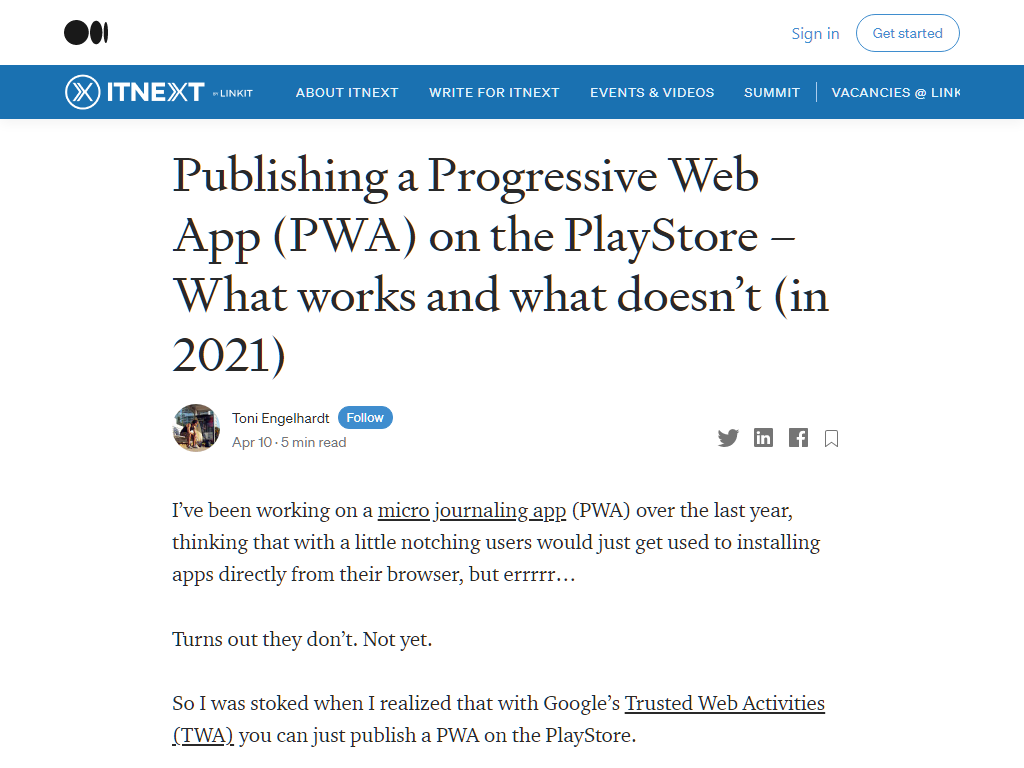 Sign in
Get started
ITNEXT BY LINKIT
ABOUT ITNEXT
WRITE FOR ITNEXT
EVENTS & VIDEOS
SUMMIT
VACANCIES @ LINK
Publishing a Progressive Web
App (PWA) on the PlayStore –
What works and what doesn’t (in
2021)
Toni Engelhardt
Follow
Apr 10 · 5 min read
I’ve been working on a micro journaling app (PWA) over the last year,
thinking that with a little notching users would just get used to installing
apps directly from their browser, but errrrr…
Turns out they don’t. Not yet.
So I was stoked when I realized that with Google’s Trusted Web Activities
(TWA) you can just publish a PWA on the PlayStore.